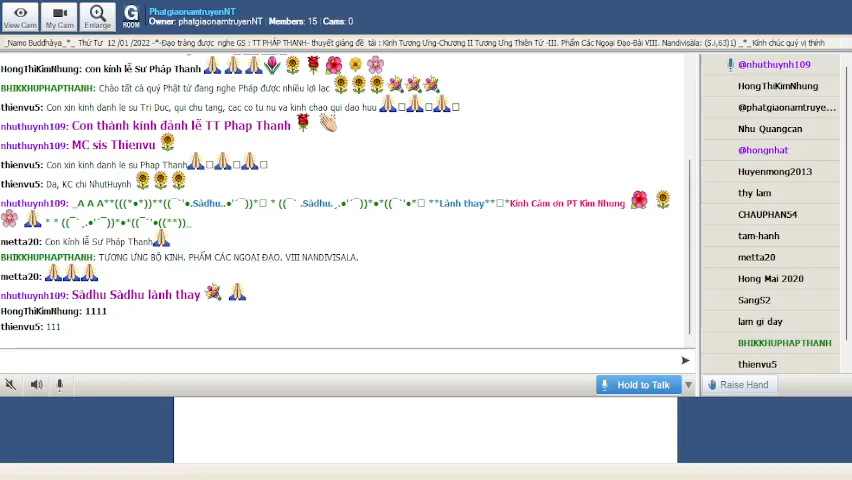 PhatgiaonamtruyenNT
Owner: phatgiaonamtruyenNT Members: 15 Cams: 0
View Cam
My Cam
Enlarge
G
ROOM
_Namo Buddhàya_*_ Thứ Tư 12 /01 /2022 -*-Đạo tràng được nghe GS : TT PHÁP THANH- thuyết giảng đề tài : Kinh Tương Ưng-Chương II Tương Ưng Thiên Tử -III. Phẩm Các Ngoại Đạo-Bài VIII. Nandivisàla: (S.i,63)1) _*_ Kính chúc quý vị thính
HongThiKimNhung: con kính lễ Sư Pháp Thanh
BHIKKHUPHAPTHANH: Chào tất cả quý Phật tử đang nghe Pháp được nhiều lợi lạc
thienvu5: Con xin kinh danh le su Tri Duc, qui chu tang, cac co tu nu va kinh chao qui dao huu
nhuthuynh109: Con thành kính đảnh lễ TT Phap Thanh
nhuthuynh109: MC sis Thienvu
thienvu5: Con xin kinh danh le su Phap Thanh
thienvu5: Da, KC chi NhutHuynh
nhuthuynh109: _A A A**(((*•*))**((¯`'•.Sàdhu..•'´¯))*□ * ((¯` .Sàdhu.¸.•'´¯))*•*((¯`'•*□ **Lành thay**□*Kính Cám ơn PT Kim Nhung
* * ((¯´¨,.•'´¯))*•*((¯`'•((**))_
metta20: Con Kính lễ Sư Pháp Thanh
BHIKKHUPHAPTHANH: TƯƠNG ƯNG BỘ KINH. PHẨM CÁC NGOẠI ĐẠO. VIII NANDIVISALA.
metta20:
nhuthuynh109: Sàdhu Sàdhu lành thay
HongThiKimNhung: 1111
thienvu5: 111
Hold to Talk
@nhuthuynh109
HongThiKimNhung
@phatgiaonamtruye...
Nhu Quangcan
@hongnhat
Huyenmong2013
thy lam
CHAUPHAN54
tam-hanh
metta20
Hong Mai 2020
SangS2
lam gi day
BHIKKHUPHAPTHANH
thienvu5
Raise Hand